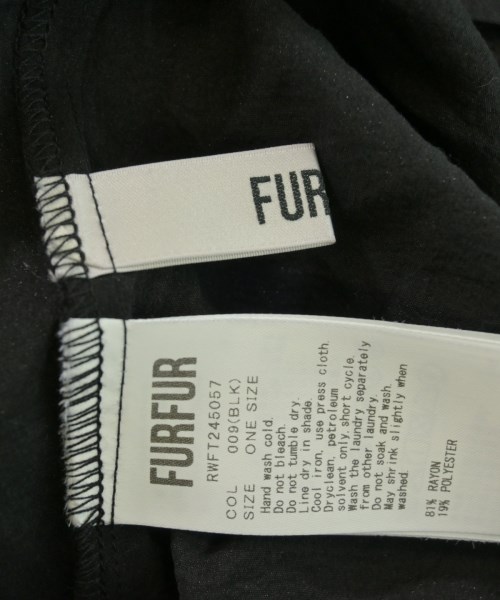 FUR
FURFUR
RWFT245057
COL 009(BLK)
SIZE ONE SIZE
Hand wash cold.
Do not bleach.
Do not tumble dry.
Line dry in shade.
Cool iron, use press cloth.
Dryclean, petroleum
solvent only,short cycle.
Wash the laundry separately
from other laundry.
Do not soak and wash.
May shrink slightly when
washed.
81% RAYON
19% POLYESTER